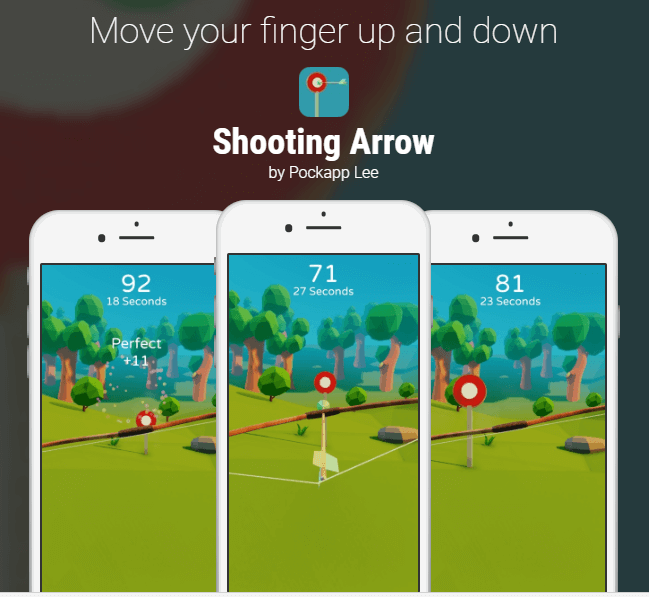 Move your finger up and down
Shooting Arrow
by Pockapp Lee
92
18 Seconds
Perfect
+11
71
27 Seconds
81
23 Seconds